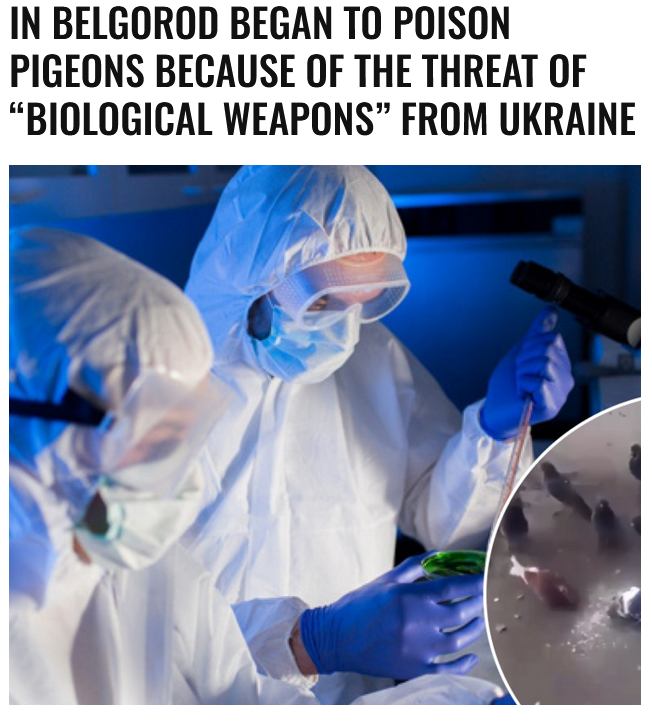 IN BELGOROD BEGAN TO POISON
PIGEONS BECAUSE OF THE THREAT OF
“BIOLOGICAL WEAPONS” FROM UKRAINE